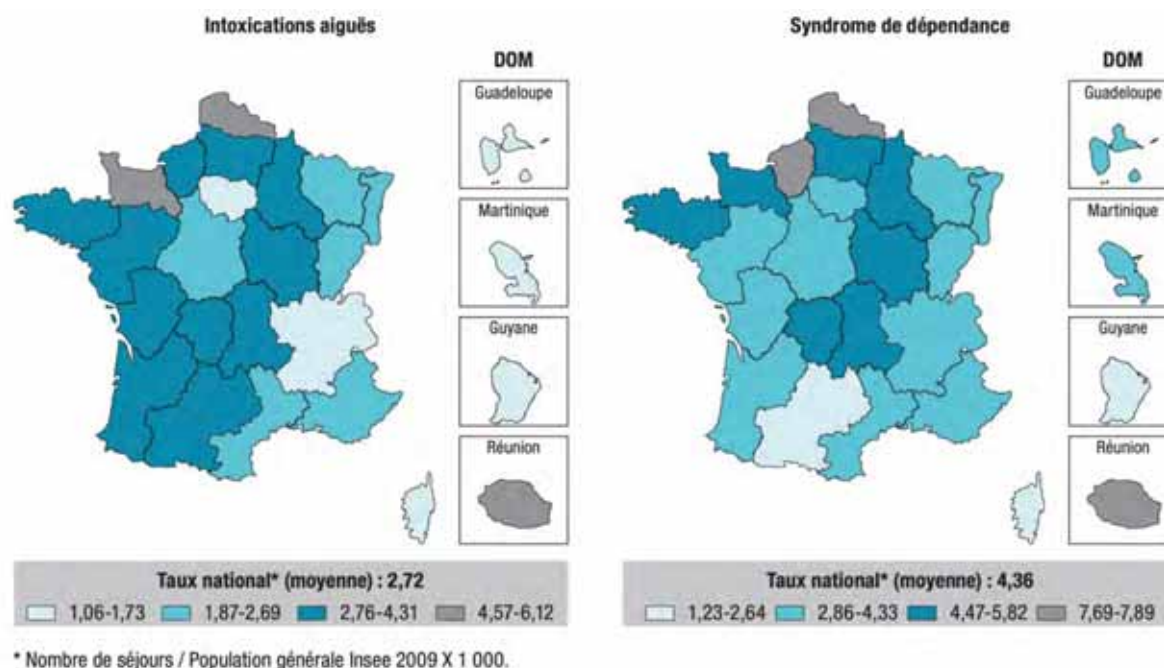 Intoxications aiguës
DOM
Guadeloupe
Martinique
Guyane
Réunion
Taux national* (moyenne) : 2,72
1,06-1,73 1,87-2,69 2,76-4,31 4,57-6,12
Syndrome de dépendance
DOM
Guadeloupe
Martinique
Guyane
Réunion
Taux national* (moyenne) : 4,36
1,23-2,64 2,86-4,33 4,47-5,82 7,69-7,89
* Nombre de séjours / Population générale Insee 2009 X 1 000.